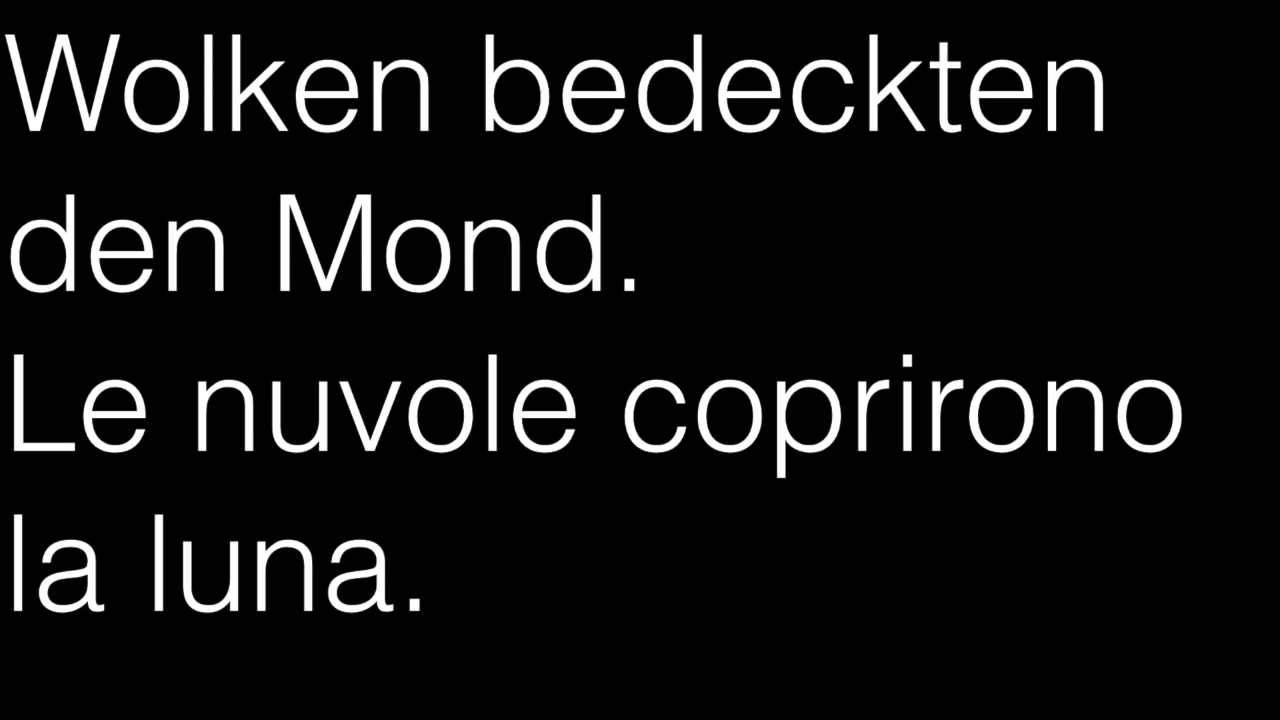 Wolken bedeckten
den Mond.
Le nuvole coprirono
la luna.